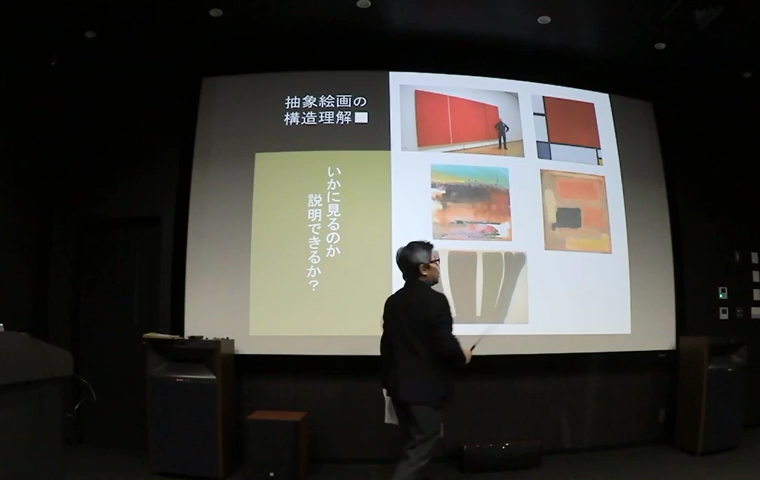 抽象絵画の
構造理解■
いかに見るのか
説明できるか？